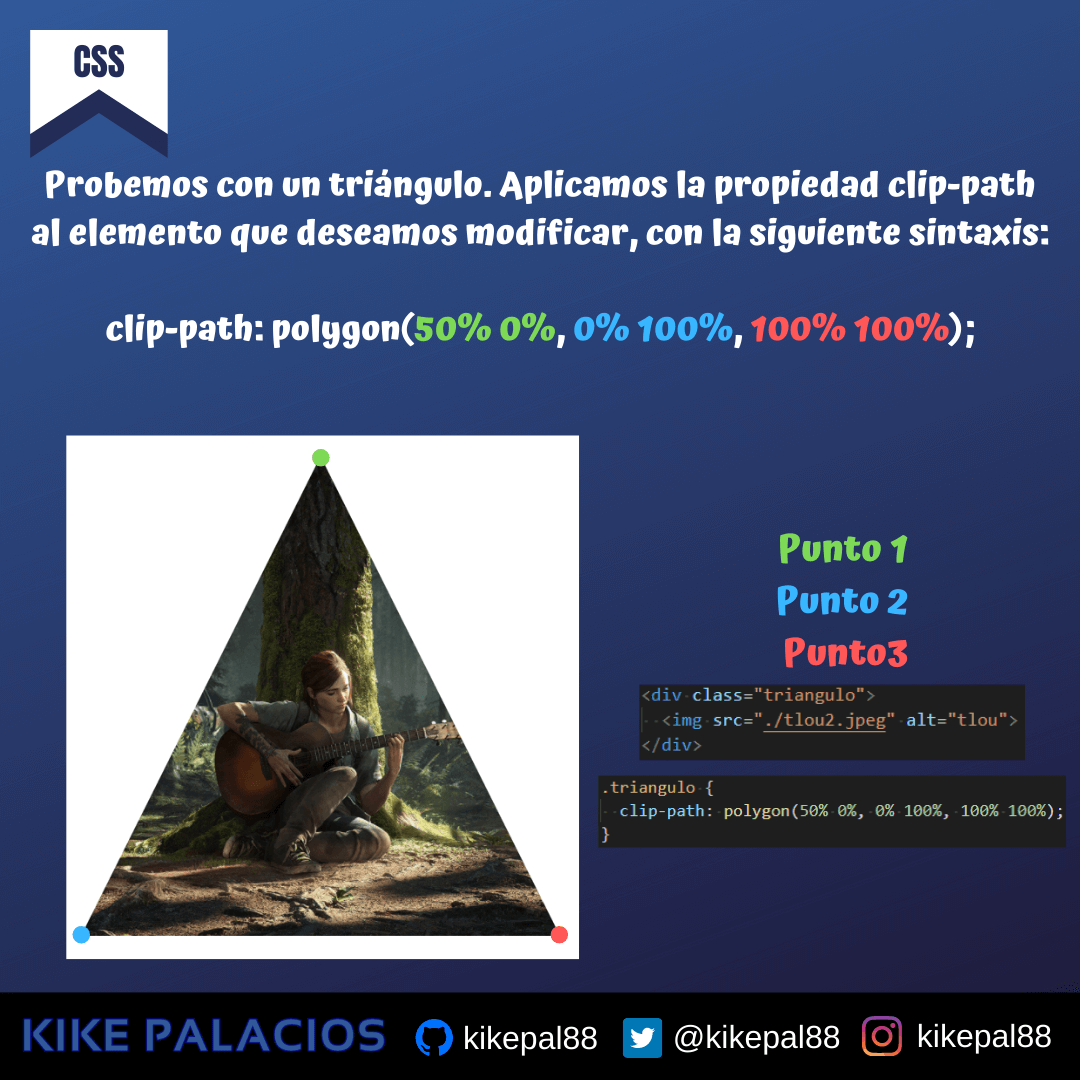 CSS
Probemos con un triángulo. Aplicamos la propiedad clip-path
al elemento que deseamos modificar, con la siguiente sintaxis:
clip-path: polygon(50% 0%, 0% 100%, 100% 100%);
Punto 1
Punto 2
Punto3
<div class="triangulo">
<img src="./tlou2.jpeg" alt="tlou">
</div>
.triangulo {
clip-path: polygon(50% 0%, 0% 100%, 100% 100%);
}
KIKE PALACIOS kikepal88 @kikepal88 kikepal88